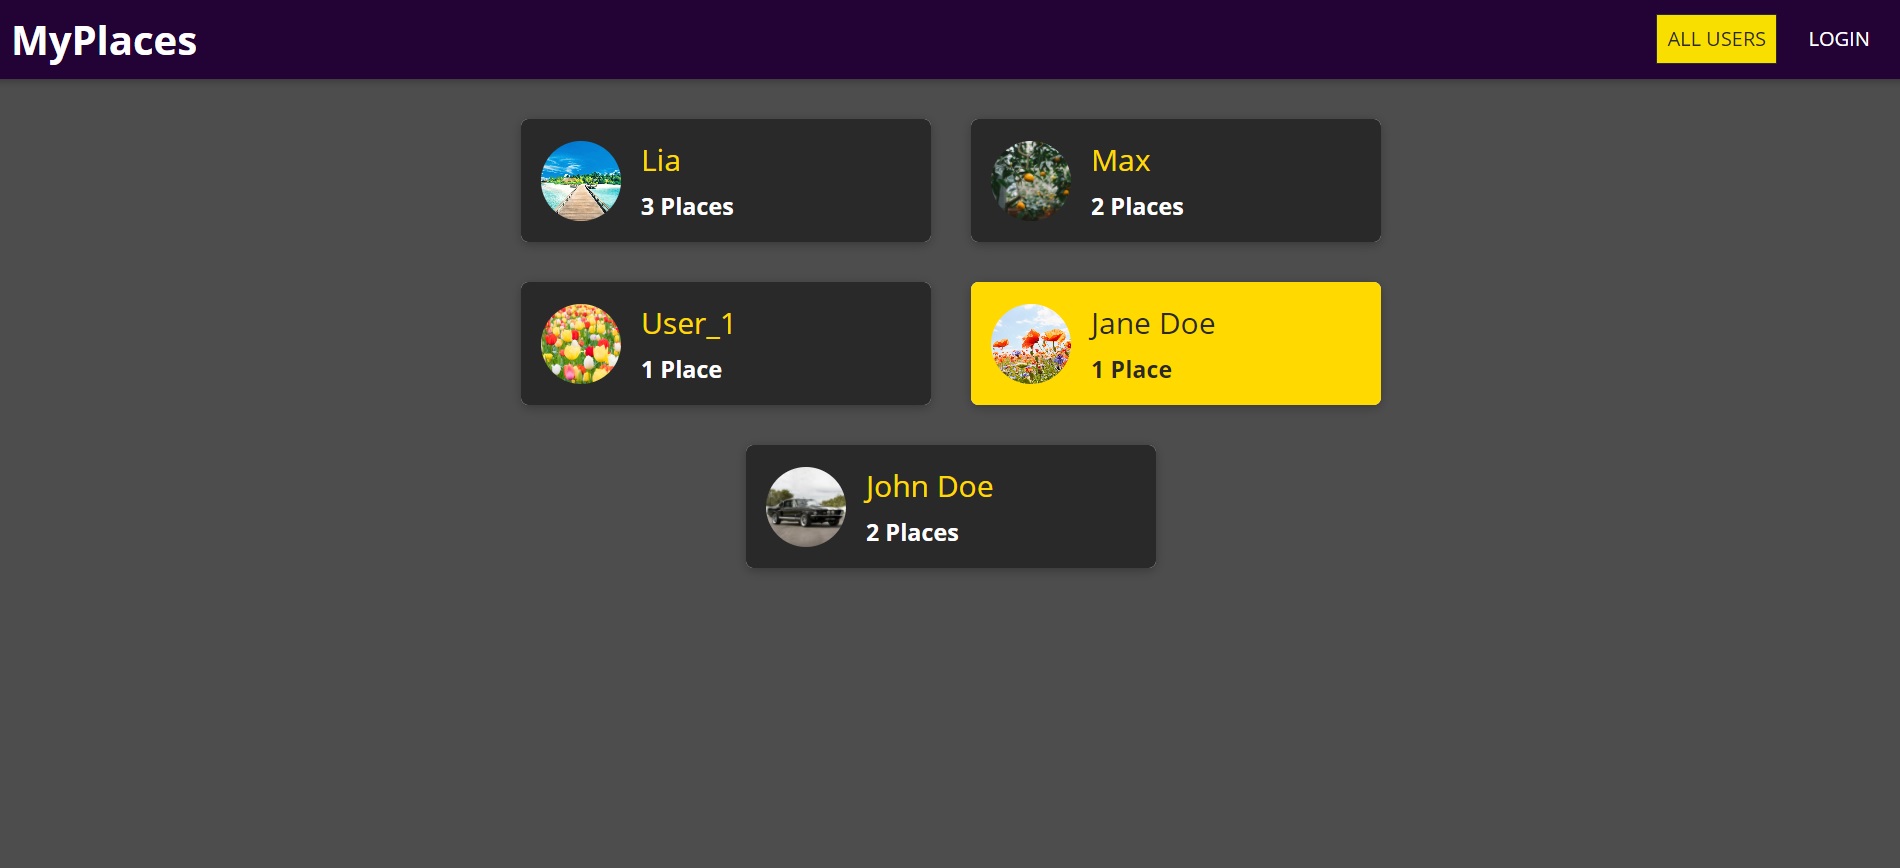 MyPlaces
ALL USERS
LOGIN
Lia
3 Places
Max
2 Places
User_1
1 Place
Jane Doe
1 Place
John Doe
2 Places